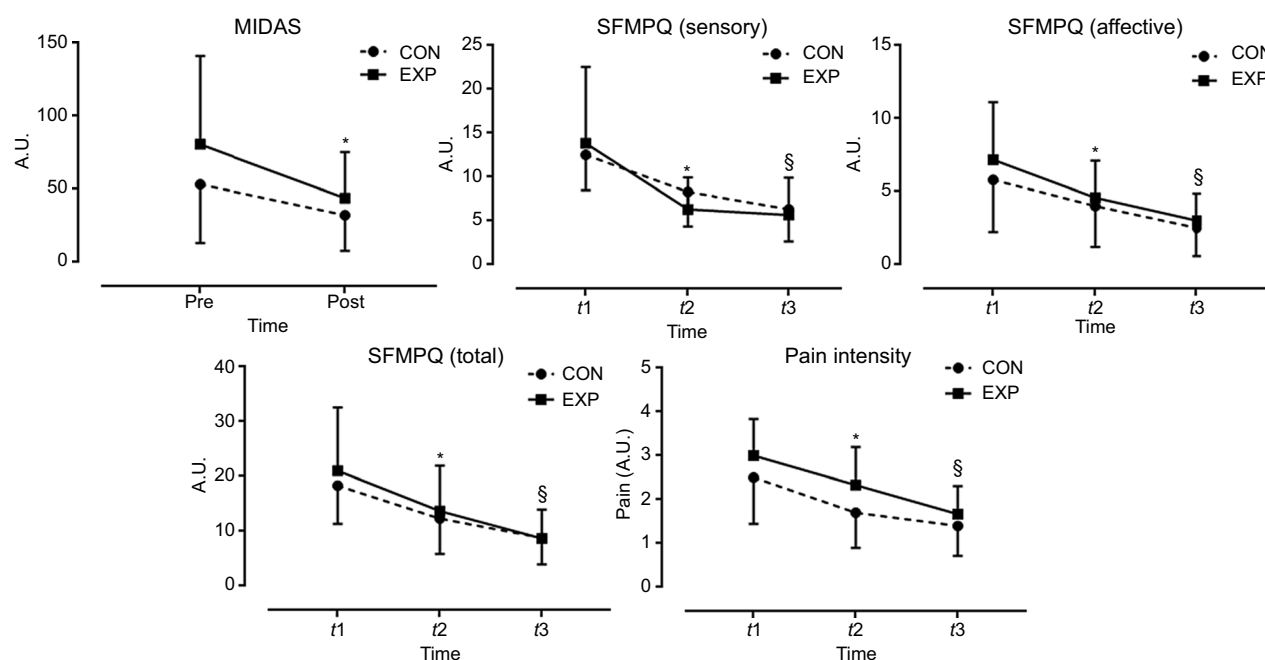 MIDAS
150
100
50
0
A.U.
CON
EXP
*
Pre
Post
Time
SFMPQ (sensory)
25
20
15
10
5
0
A.U.
CON
EXP
*
§
t1
t2
t3
Time
SFMPQ (affective)
15
10
5
0
A.U.
CON
EXP
*
§
t1
t2
t3
Time
SFMPQ (total)
40
30
20
10
0
A.U.
CON
EXP
*
§
t1
t2
t3
Time
Pain intensity
5
4
3
2
1
0
Pain (A.U.)
CON
EXP
*
§
t1
t2
t3
Time